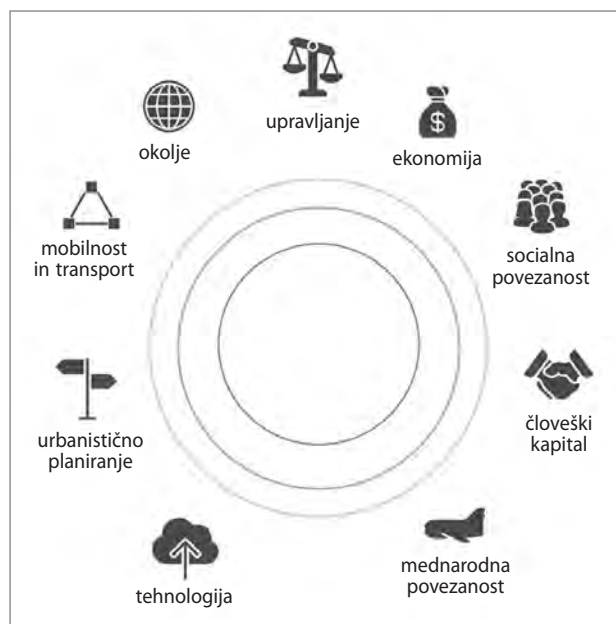 upravljanje
okolje
ekonomija
mobilnost
in transport
socialna
povezanost
urbanistično
planiranje
človeški
kapital
tehnologija
mednarodna
povezanost
$